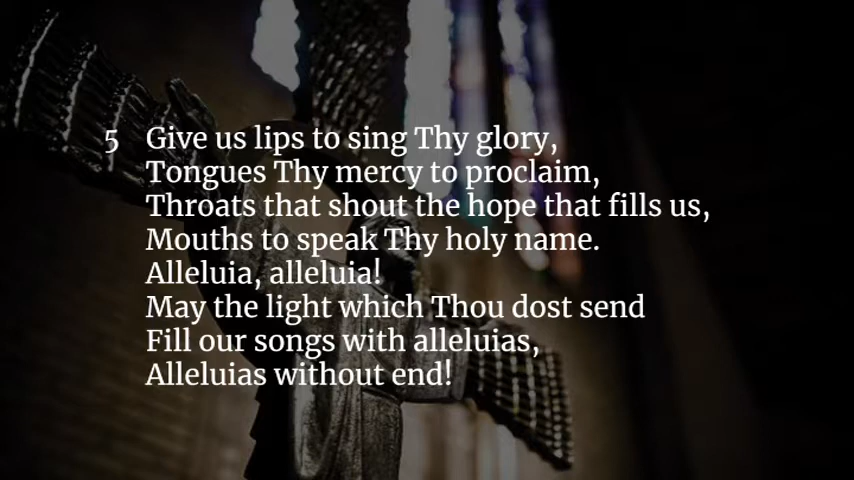 5 Give us lips to sing Thy glory,
Tongues Thy mercy to proclaim,
Throats that shout the hope that fills us,
Mouths to speak Thy holy name.
Alleluia, alleluia!
May the light which Thou dost send
Fill our songs with alleluias,
Alleluias without end!